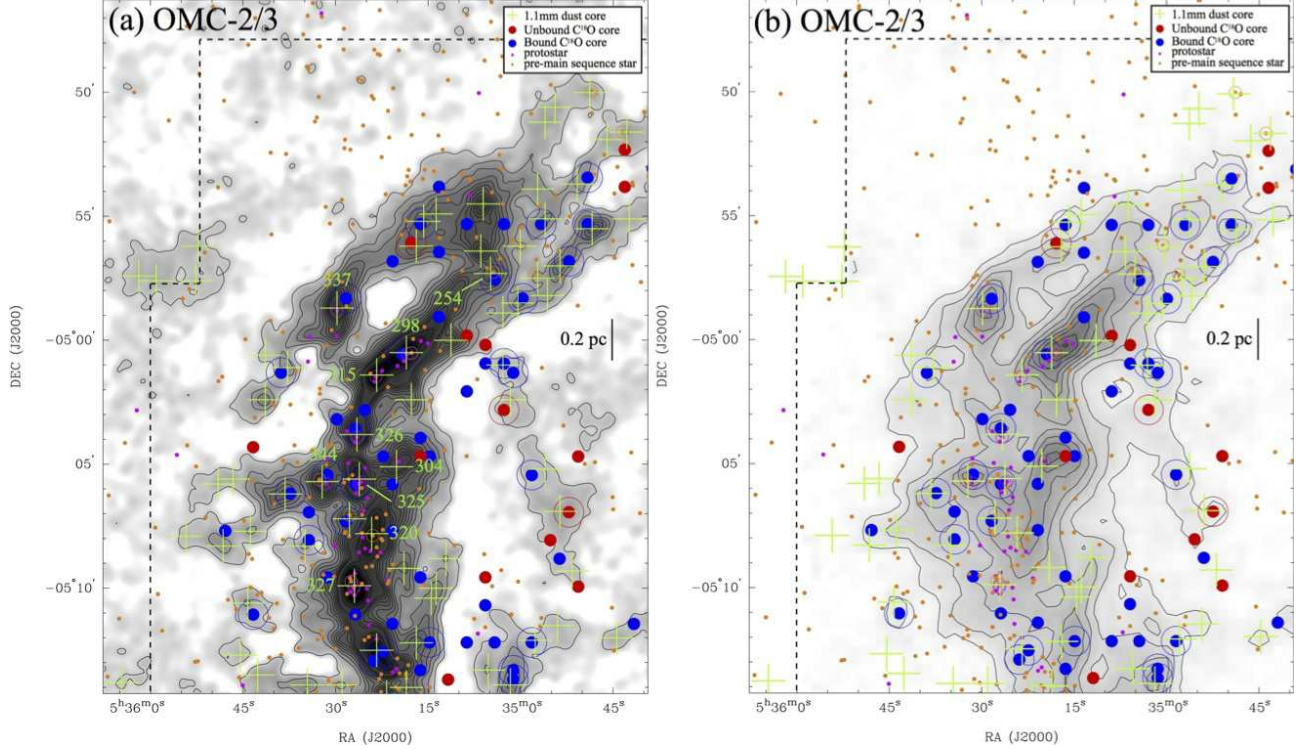 (a) OMC-2/3
1.1mm dust core
Unbound C¹⁸O core
Bound C¹⁸O core
protostar
pre-main sequence star
50′
55′
−05°00′
05′
−05°10′
DEC (J2000)
337
254
298
315
326
344
304
325
320
327
0.2 pc
5ʰ36ᵐ0ˢ
45ˢ
30ˢ
15ˢ
35ᵐ0ˢ
45ˢ
RA (J2000)
(b) OMC-2/3
1.1mm dust core
Unbound C¹⁸O core
Bound C¹⁸O core
protostar
pre-main sequence star
50′
55′
−05°00′
05′
−05°10′
DEC (J2000)
0.2 pc
5ʰ36ᵐ0ˢ
45ˢ
30ˢ
15ˢ
35ᵐ0ˢ
45ˢ
RA (J2000)